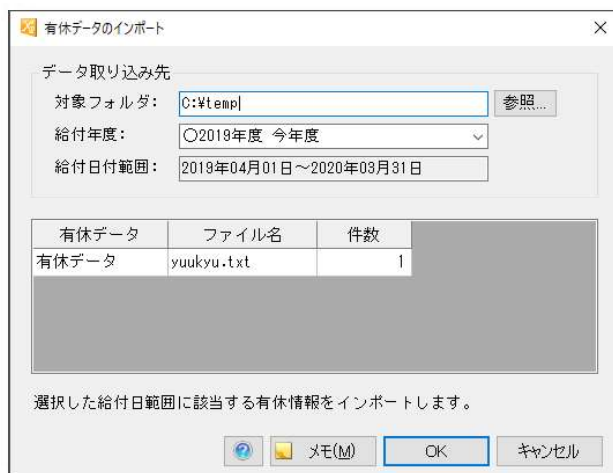 有休データのインポート
データ取り込み先
対象フォルダ: C:¥temp 参照...
給付年度: 〇2019年度 今年度
給付日付範囲: 2019年04月01日～2020年03月31日
有休データ ファイル名 件数
有休データ yuukyu.txt 1
選択した給付日範囲に該当する有休情報をインポートします。
メモ(M) OK キャンセル